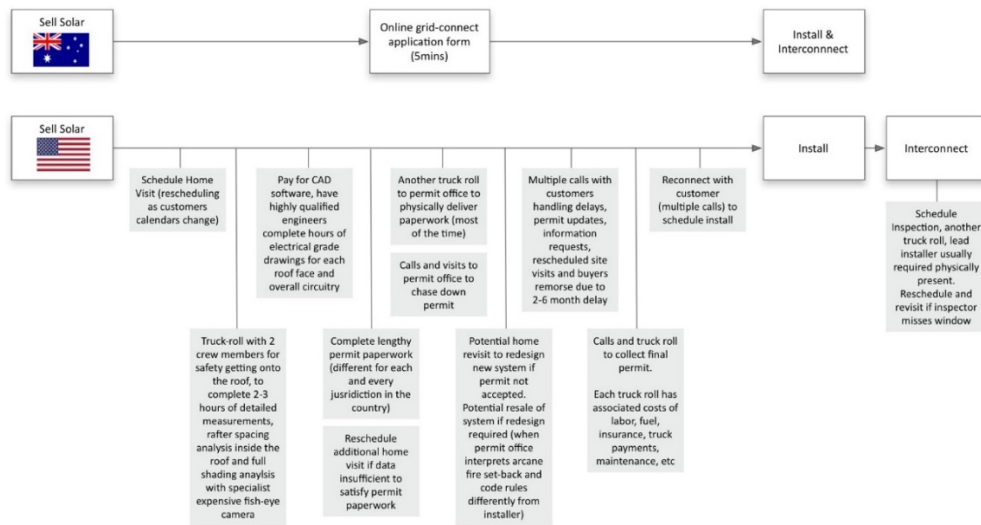 Sell Solar
Online grid-connect
application form
(5mins)
Install &
Interconnnect
Sell Solar
Install
Interconnect
Schedule Home
Visit (rescheduling
as customers
calendars change)
Pay for CAD
software, have
highly qualified
engineers
complete hours of
electrical grade
drawings for each
roof face and
overall circuitry
Another truck roll
to permit office to
physically deliver
paperwork (most
of the time)
Calls and visits to
permit office to
chase down
permit
Multiple calls with
customers
handling delays,
permit updates,
information
requests,
rescheduled site
visits and buyers
remorse due to
2-6 month delay
Reconnect with
customer
(multiple calls) to
schedule install
Schedule
Inspection, another
truck roll, lead
installer usually
required physically
present.
Reschedule and
revisit if inspector
misses window
Truck-roll with 2
crew members for
safety getting onto
the roof, to
complete 2-3
hours of detailed
measurements,
rafter spacing
analysis inside the
roof and full
shading anaylsis
with specialist
expensive fish-eye
camera
Complete lengthy
permit paperwork
(different for each
and every
jusridiction in the
country)
Reschedule
additional home
visit if data
insufficient to
satisfy permit
paperwork
Potential home
revisit to redesign
new system if
permit not
accepted.
Potential resale of
system if redesign
required (when
permit office
interprets arcane
fire set-back and
code rules
differently from
installer)
Calls and truck roll
to collect final
permit.
Each truck roll has
associated costs of
labor, fuel,
insurance, truck
payments,
maintenance, etc